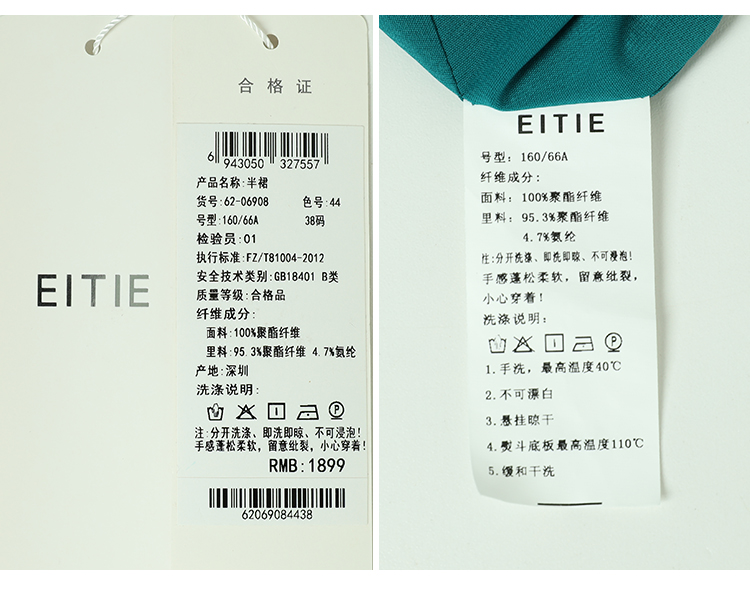 EITIE
合格证
6 943050 327557
产品名称:半裙
货号:62-06908 色号:44
号型:160/66A 38码
检验员:01
执行标准:FZ/T81004-2012
安全技术类别:GB18401 B类
质量等级:合格品
纤维成分:
面料:100%聚酯纤维
里料:95.3%聚酯纤维 4.7%氨纶
产地:深圳
洗涤说明:
P
注:分开洗涤、即洗即晾、不可浸泡!
手感蓬松柔软,留意纰裂,小心穿着!
RMB:1899
62069084438
EITIE
号型:160/66A
纤维成分:
面料:100%聚酯纤维
里料:95.3%聚酯纤维
4.7%氨纶
注:分开洗涤、即洗即晾、不可浸泡!
手感蓬松柔软,留意纰裂,
小心穿着!
洗涤说明:
P
1.手洗,最高温度40℃
2.不可漂白
3.悬挂晾干
4.熨斗底板最高温度110℃
5.缓和干洗